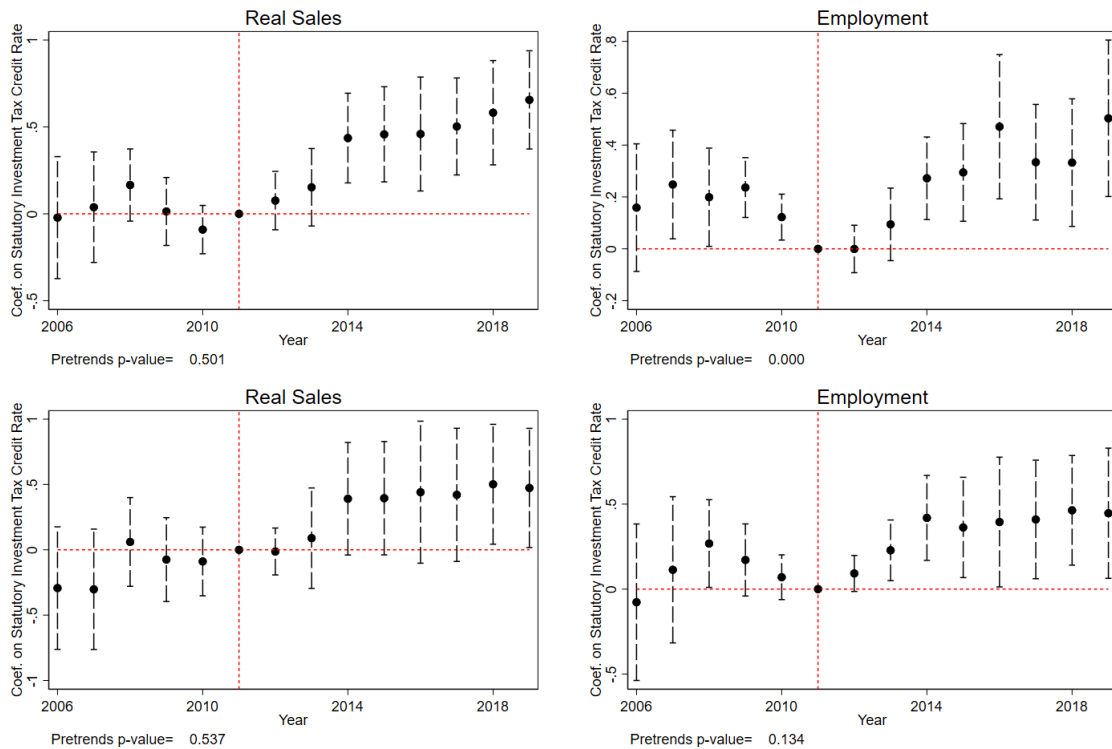 Real Sales
Coef. on Statutory Investment Tax Credit Rate
1
.5
0
-.5
2006 2010 2014 2018
Year
Pretrends p-value= 0.501
Employment
Coef. on Statutory Investment Tax Credit Rate
.8
.6
.4
.2
0
-.2
2006 2010 2014 2018
Year
Pretrends p-value= 0.000
Real Sales
Coef. on Statutory Investment Tax Credit Rate
1
.5
0
-.5
-1
2006 2010 2014 2018
Year
Pretrends p-value= 0.537
Employment
Coef. on Statutory Investment Tax Credit Rate
1
.5
0
-.5
2006 2010 2014 2018
Year
Pretrends p-value= 0.134